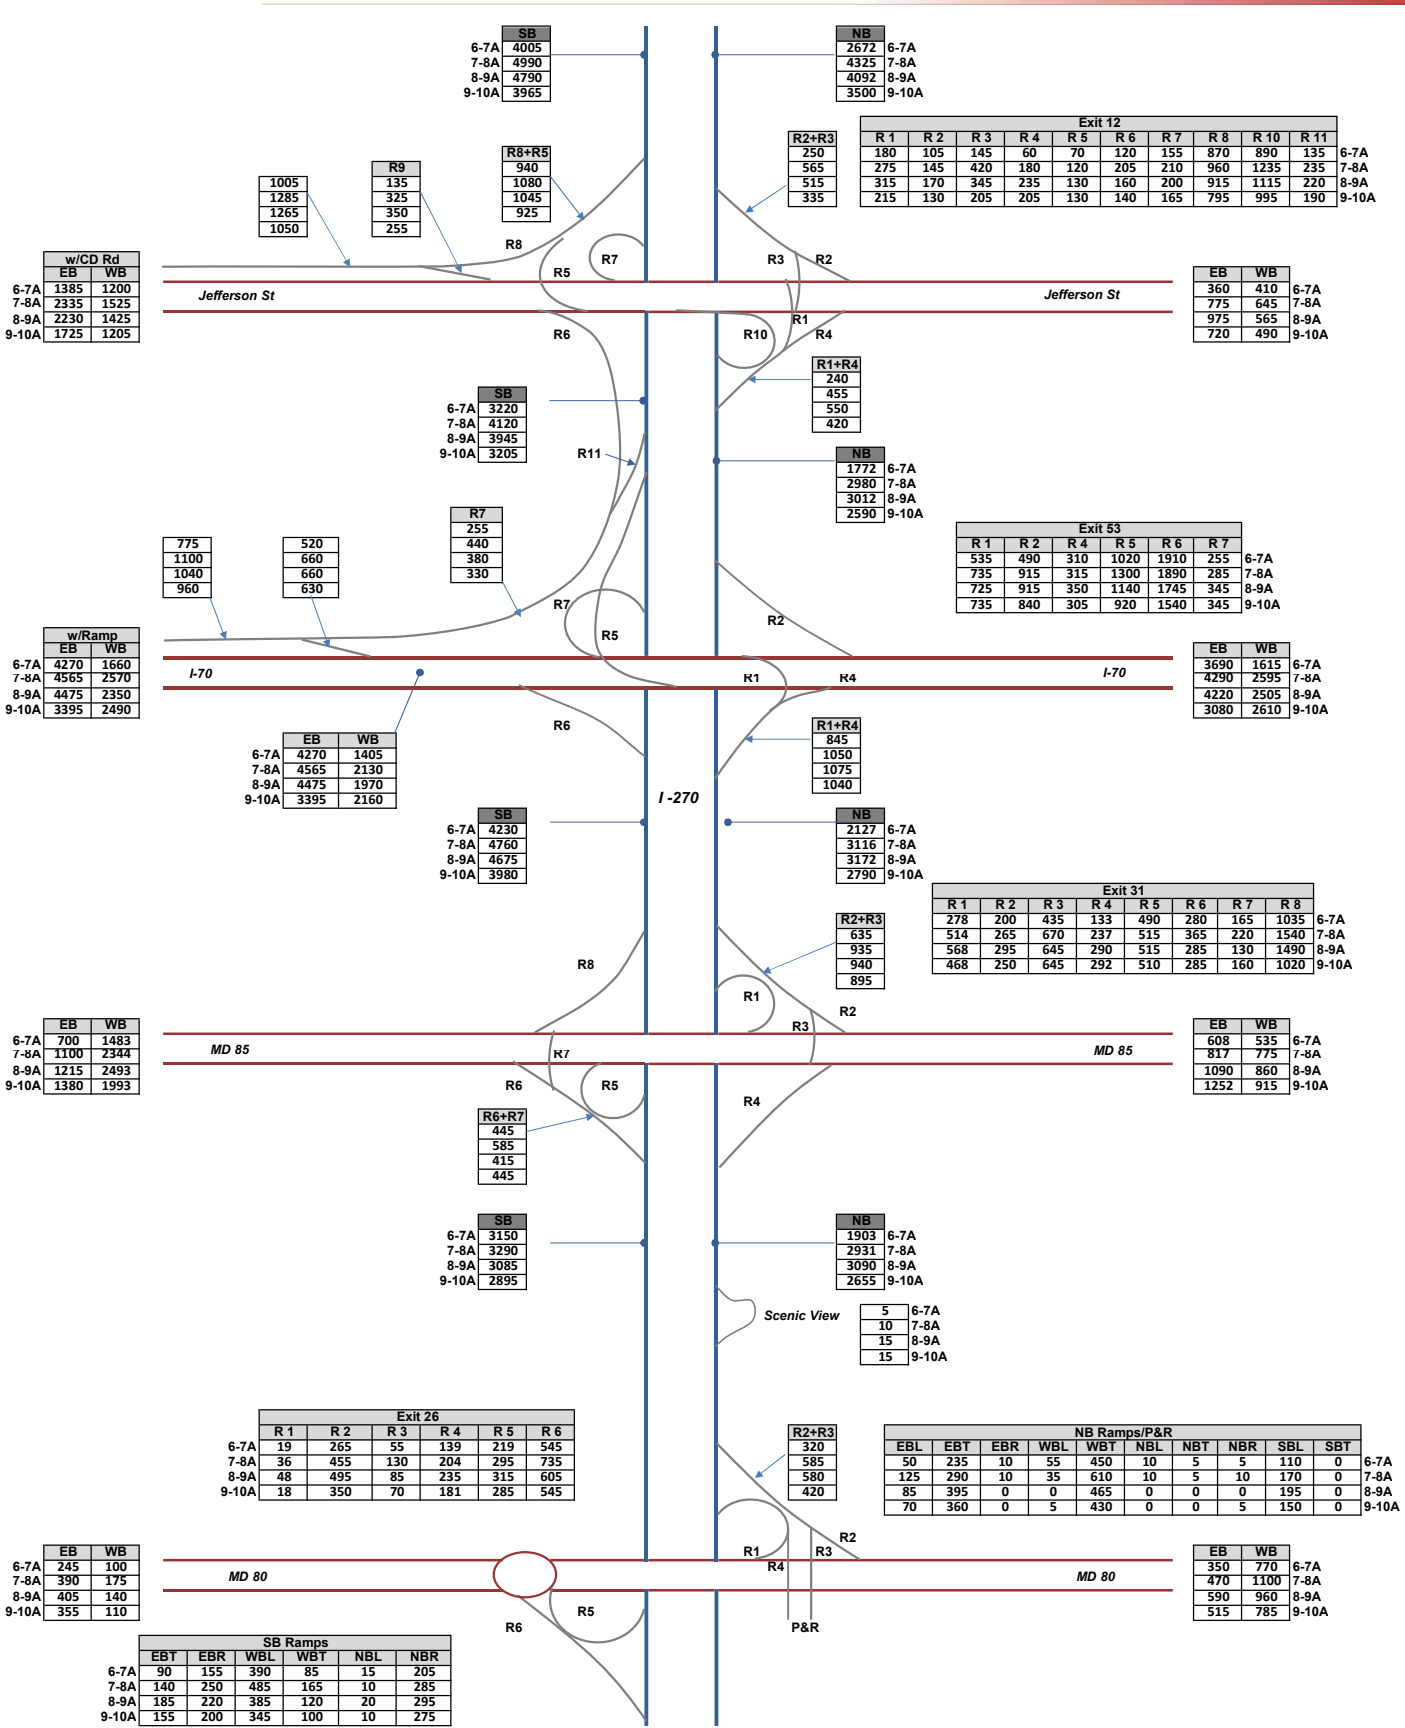 SB
6-7A 4005
7-8A 4990
8-9A 4790
9-10A 3965
NB
2672 6-7A
4325 7-8A
4092 8-9A
3500 9-10A
R2+R3
250
565
515
335
Exit 12
R 1 R 2 R 3 R 4 R 5 R 6 R 7 R 8 R 10 R 11
180 105 145 60 70 120 155 870 890 135 6-7A
275 145 420 180 120 205 210 960 1235 235 7-8A
315 170 345 235 130 160 200 915 1115 220 8-9A
215 130 205 205 130 140 165 795 995 190 9-10A
R8+R5
940
1080
1045
925
R9
135
325
350
255
1005
1285
1265
1050
R8
R5
R7
R3
R2
w/CD Rd
EB WB
6-7A 1385 1200
7-8A 2335 1525
8-9A 2230 1425
9-10A 1725 1205
Jefferson St
Jefferson St
EB WB
360 410 6-7A
775 645 7-8A
975 565 8-9A
720 490 9-10A
R6
R10
R1
R4
R1+R4
240
455
550
420
SB
6-7A 3220
7-8A 4120
8-9A 3945
9-10A 3205
R11
NB
1772 6-7A
2980 7-8A
3012 8-9A
2590 9-10A
R7
255
440
380
330
775
1100
1040
960
520
660
660
630
Exit 53
R 1 R 2 R 4 R 5 R 6 R 7
535 490 310 1020 1910 255 6-7A
735 915 315 1300 1890 285 7-8A
725 915 350 1140 1745 345 8-9A
735 840 305 920 1540 345 9-10A
R7
R5
R2
w/Ramp
EB WB
6-7A 4270 1660
7-8A 4565 2570
8-9A 4475 2350
9-10A 3395 2490
I-70
R1
R4
I-70
EB WB
3690 1615 6-7A
4290 2595 7-8A
4220 2505 8-9A
3080 2610 9-10A
R6
EB WB
6-7A 4270 1405
7-8A 4565 2130
8-9A 4475 1970
9-10A 3395 2160
R1+R4
845
1050
1075
1040
I -270
SB
6-7A 4230
7-8A 4760
8-9A 4675
9-10A 3980
NB
2127 6-7A
3116 7-8A
3172 8-9A
2790 9-10A
Exit 31
R 1 R 2 R 3 R 4 R 5 R 6 R 7 R 8
278 200 435 133 490 280 165 1035 6-7A
514 265 670 237 515 365 220 1540 7-8A
568 295 645 290 515 285 130 1490 8-9A
468 250 645 292 510 285 160 1020 9-10A
R2+R3
635
935
940
895
R8
R1
R3
R2
EB WB
6-7A 700 1483
7-8A 1100 2344
8-9A 1215 2493
9-10A 1380 1993
MD 85
MD 85
EB WB
608 535 6-7A
817 775 7-8A
1090 860 8-9A
1252 915 9-10A
R7
R6
R5
R4
R6+R7
445
585
415
445
SB
6-7A 3150
7-8A 3290
8-9A 3085
9-10A 2895
NB
1903 6-7A
2931 7-8A
3090 8-9A
2655 9-10A
Scenic View
5 6-7A
10 7-8A
15 8-9A
15 9-10A
Exit 26
R 1 R 2 R 3 R 4 R 5 R 6
6-7A 19 265 55 139 219 545
7-8A 36 455 130 204 295 735
8-9A 48 495 85 235 315 605
9-10A 18 350 70 181 285 545
R2+R3
320
585
580
420
NB Ramps/P&R
EBL EBT EBR WBL WBT NBL NBT NBR SBL SBT
50 235 10 55 450 10 5 5 110 0 6-7A
125 290 10 35 610 10 5 10 170 0 7-8A
85 395 0 0 465 0 0 0 195 0 8-9A
70 360 0 5 430 0 0 5 150 0 9-10A
R1
R4
R3
R2
EB WB
6-7A 245 100
7-8A 390 175
8-9A 405 140
9-10A 355 110
MD 80
MD 80
EB WB
350 770 6-7A
470 1100 7-8A
590 960 8-9A
515 785 9-10A
R6
R5
P&R
SB Ramps
EBT EBR WBL WBT NBL NBR
6-7A 90 155 390 85 15 205
7-8A 140 250 485 165 10 285
8-9A 185 220 385 120 20 295
9-10A 155 200 345 100 10 275